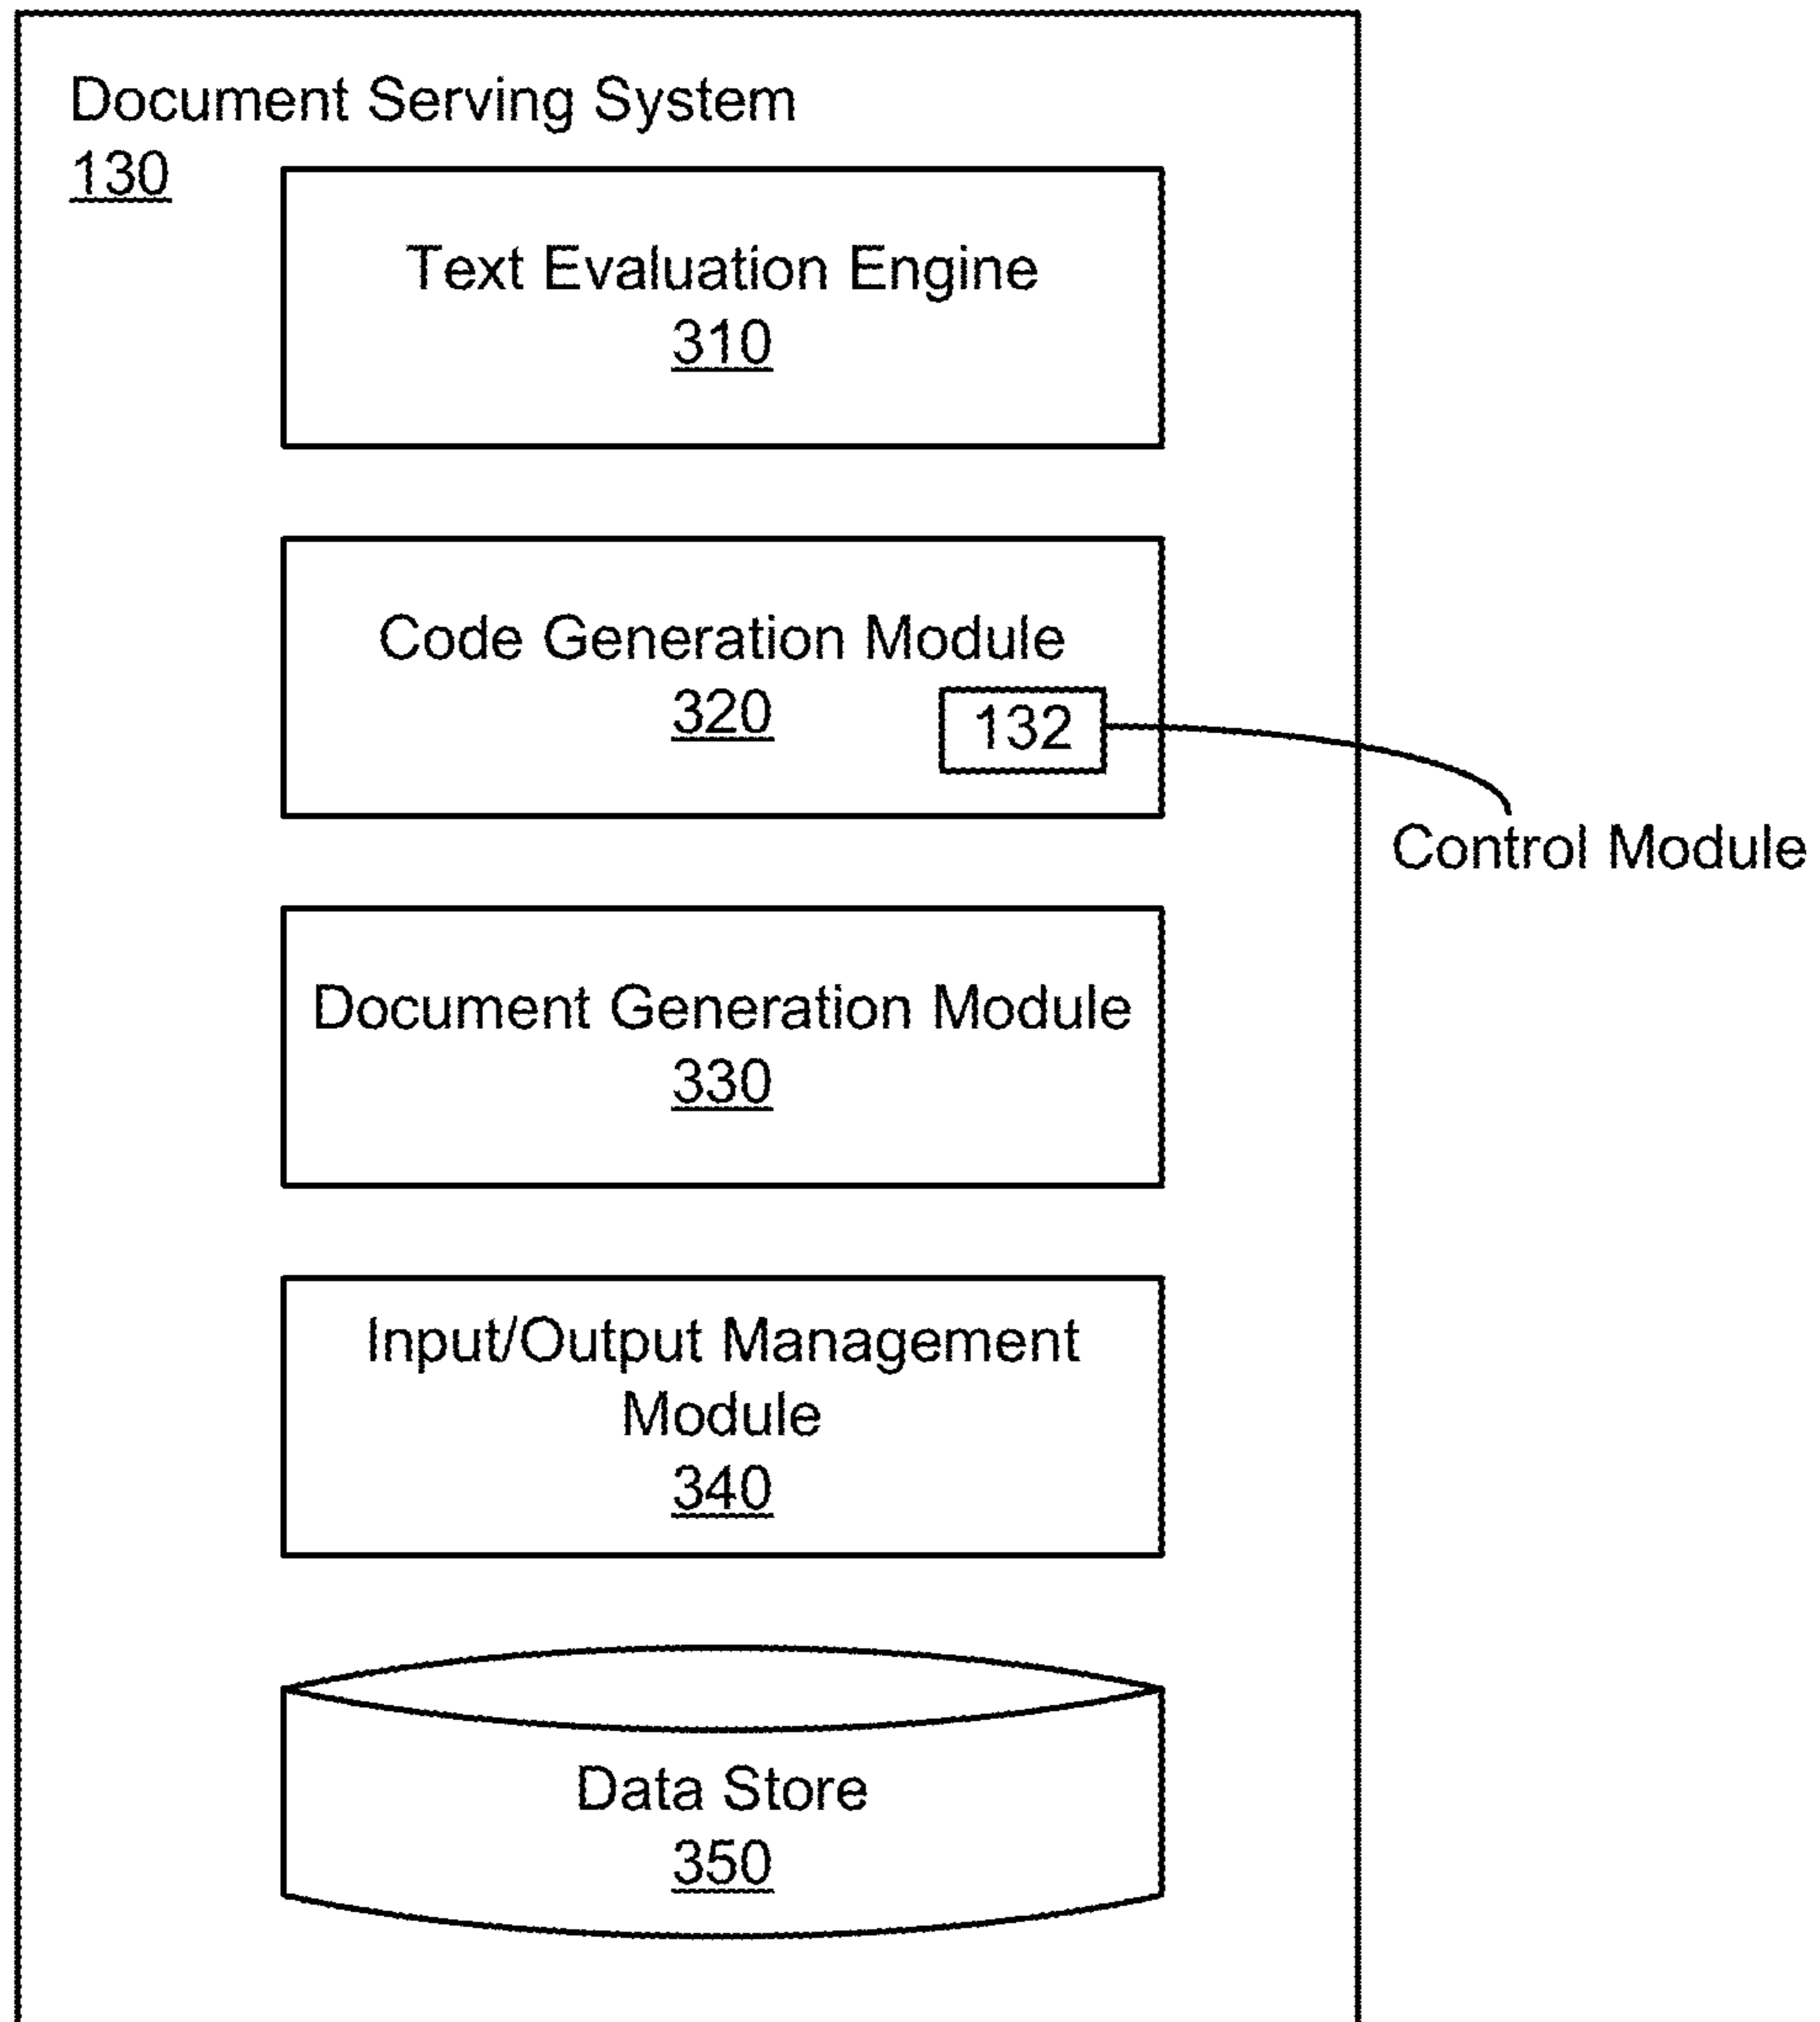 Document Serving System
130
Text Evaluation Engine
310
Code Generation Module
320
132
Control Module
Document Generation Module
330
Input/Output Management
Module
340
Data Store
350